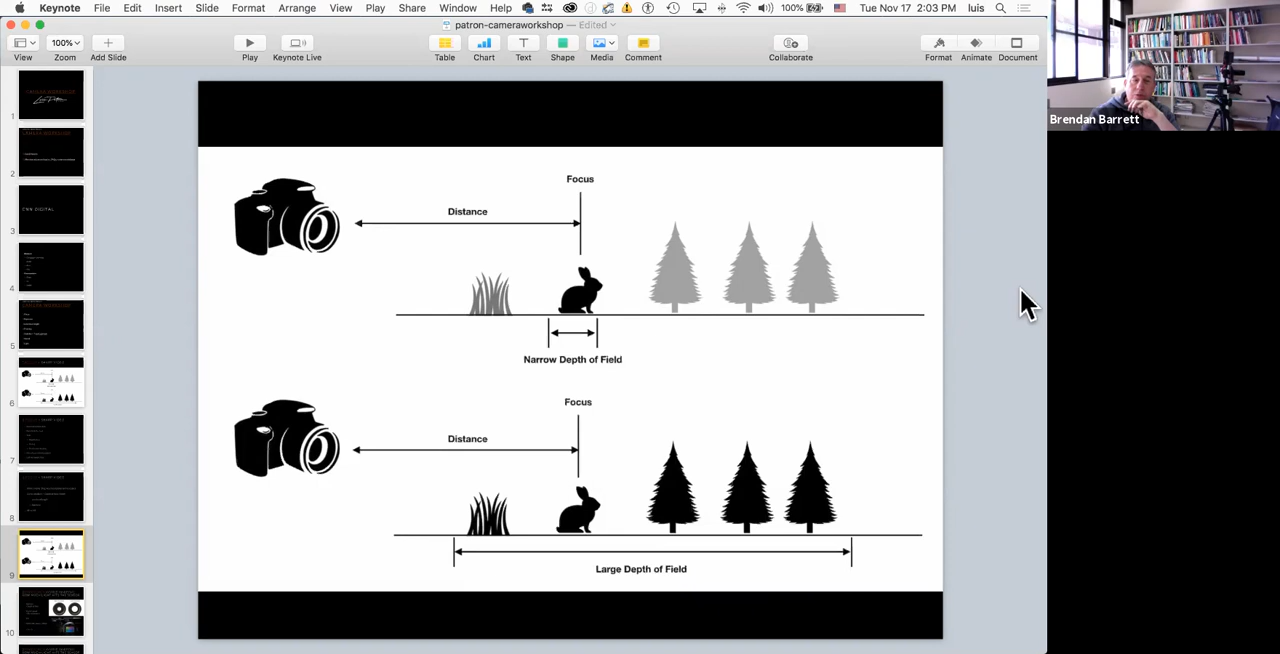 Keynote File Edit Insert Slide Format Arrange View Play Share Window Help 100% Tue Nov 17 2:03 PM luis
patron-cameraworkshop — Edited
100%
View Zoom Add Slide Play Keynote Live Table Chart Text Shape Media Comment Collaborate Format Animate Document
Brendan Barrett
1
2
3
4
5
6
7
8
9
10
Focus
Distance
Narrow Depth of Field
Focus
Distance
Large Depth of Field